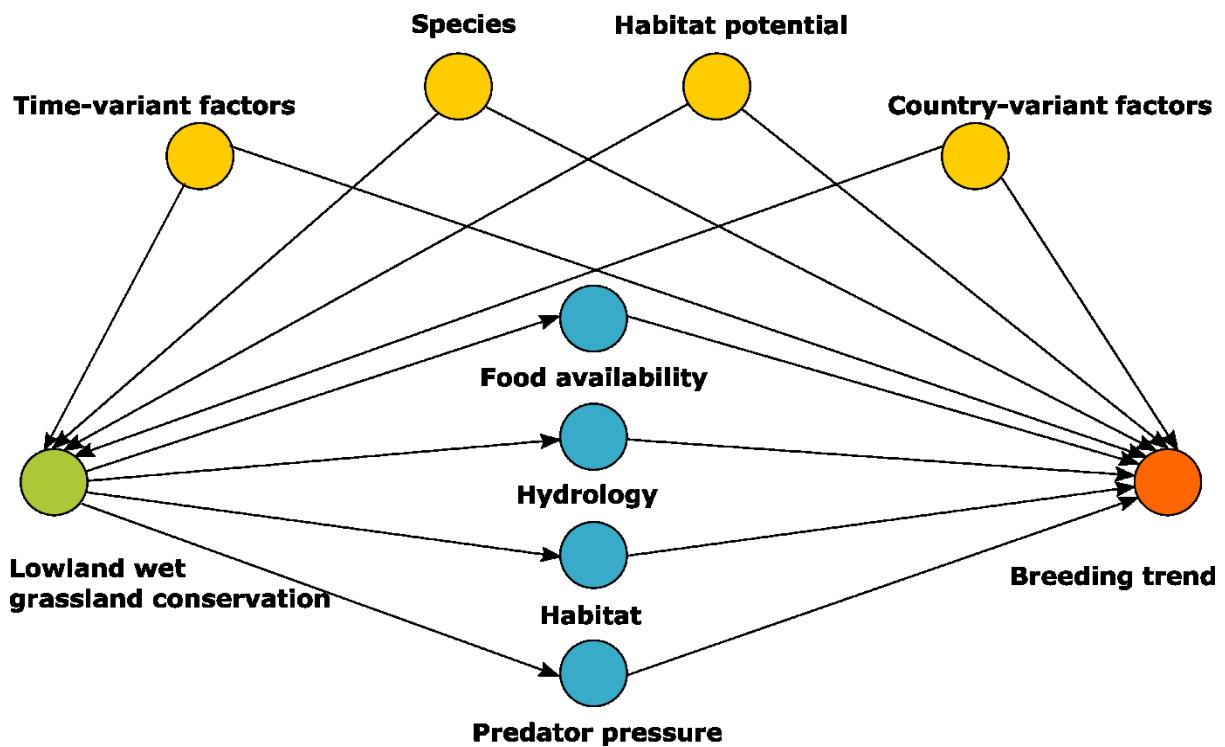 Species
Habitat potential
Time-variant factors
Country-variant factors
Food availability
Hydrology
Lowland wet
grassland conservation
Breeding trend
Habitat
Predator pressure